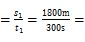 = s₁/t₁ = 1800m/300s =